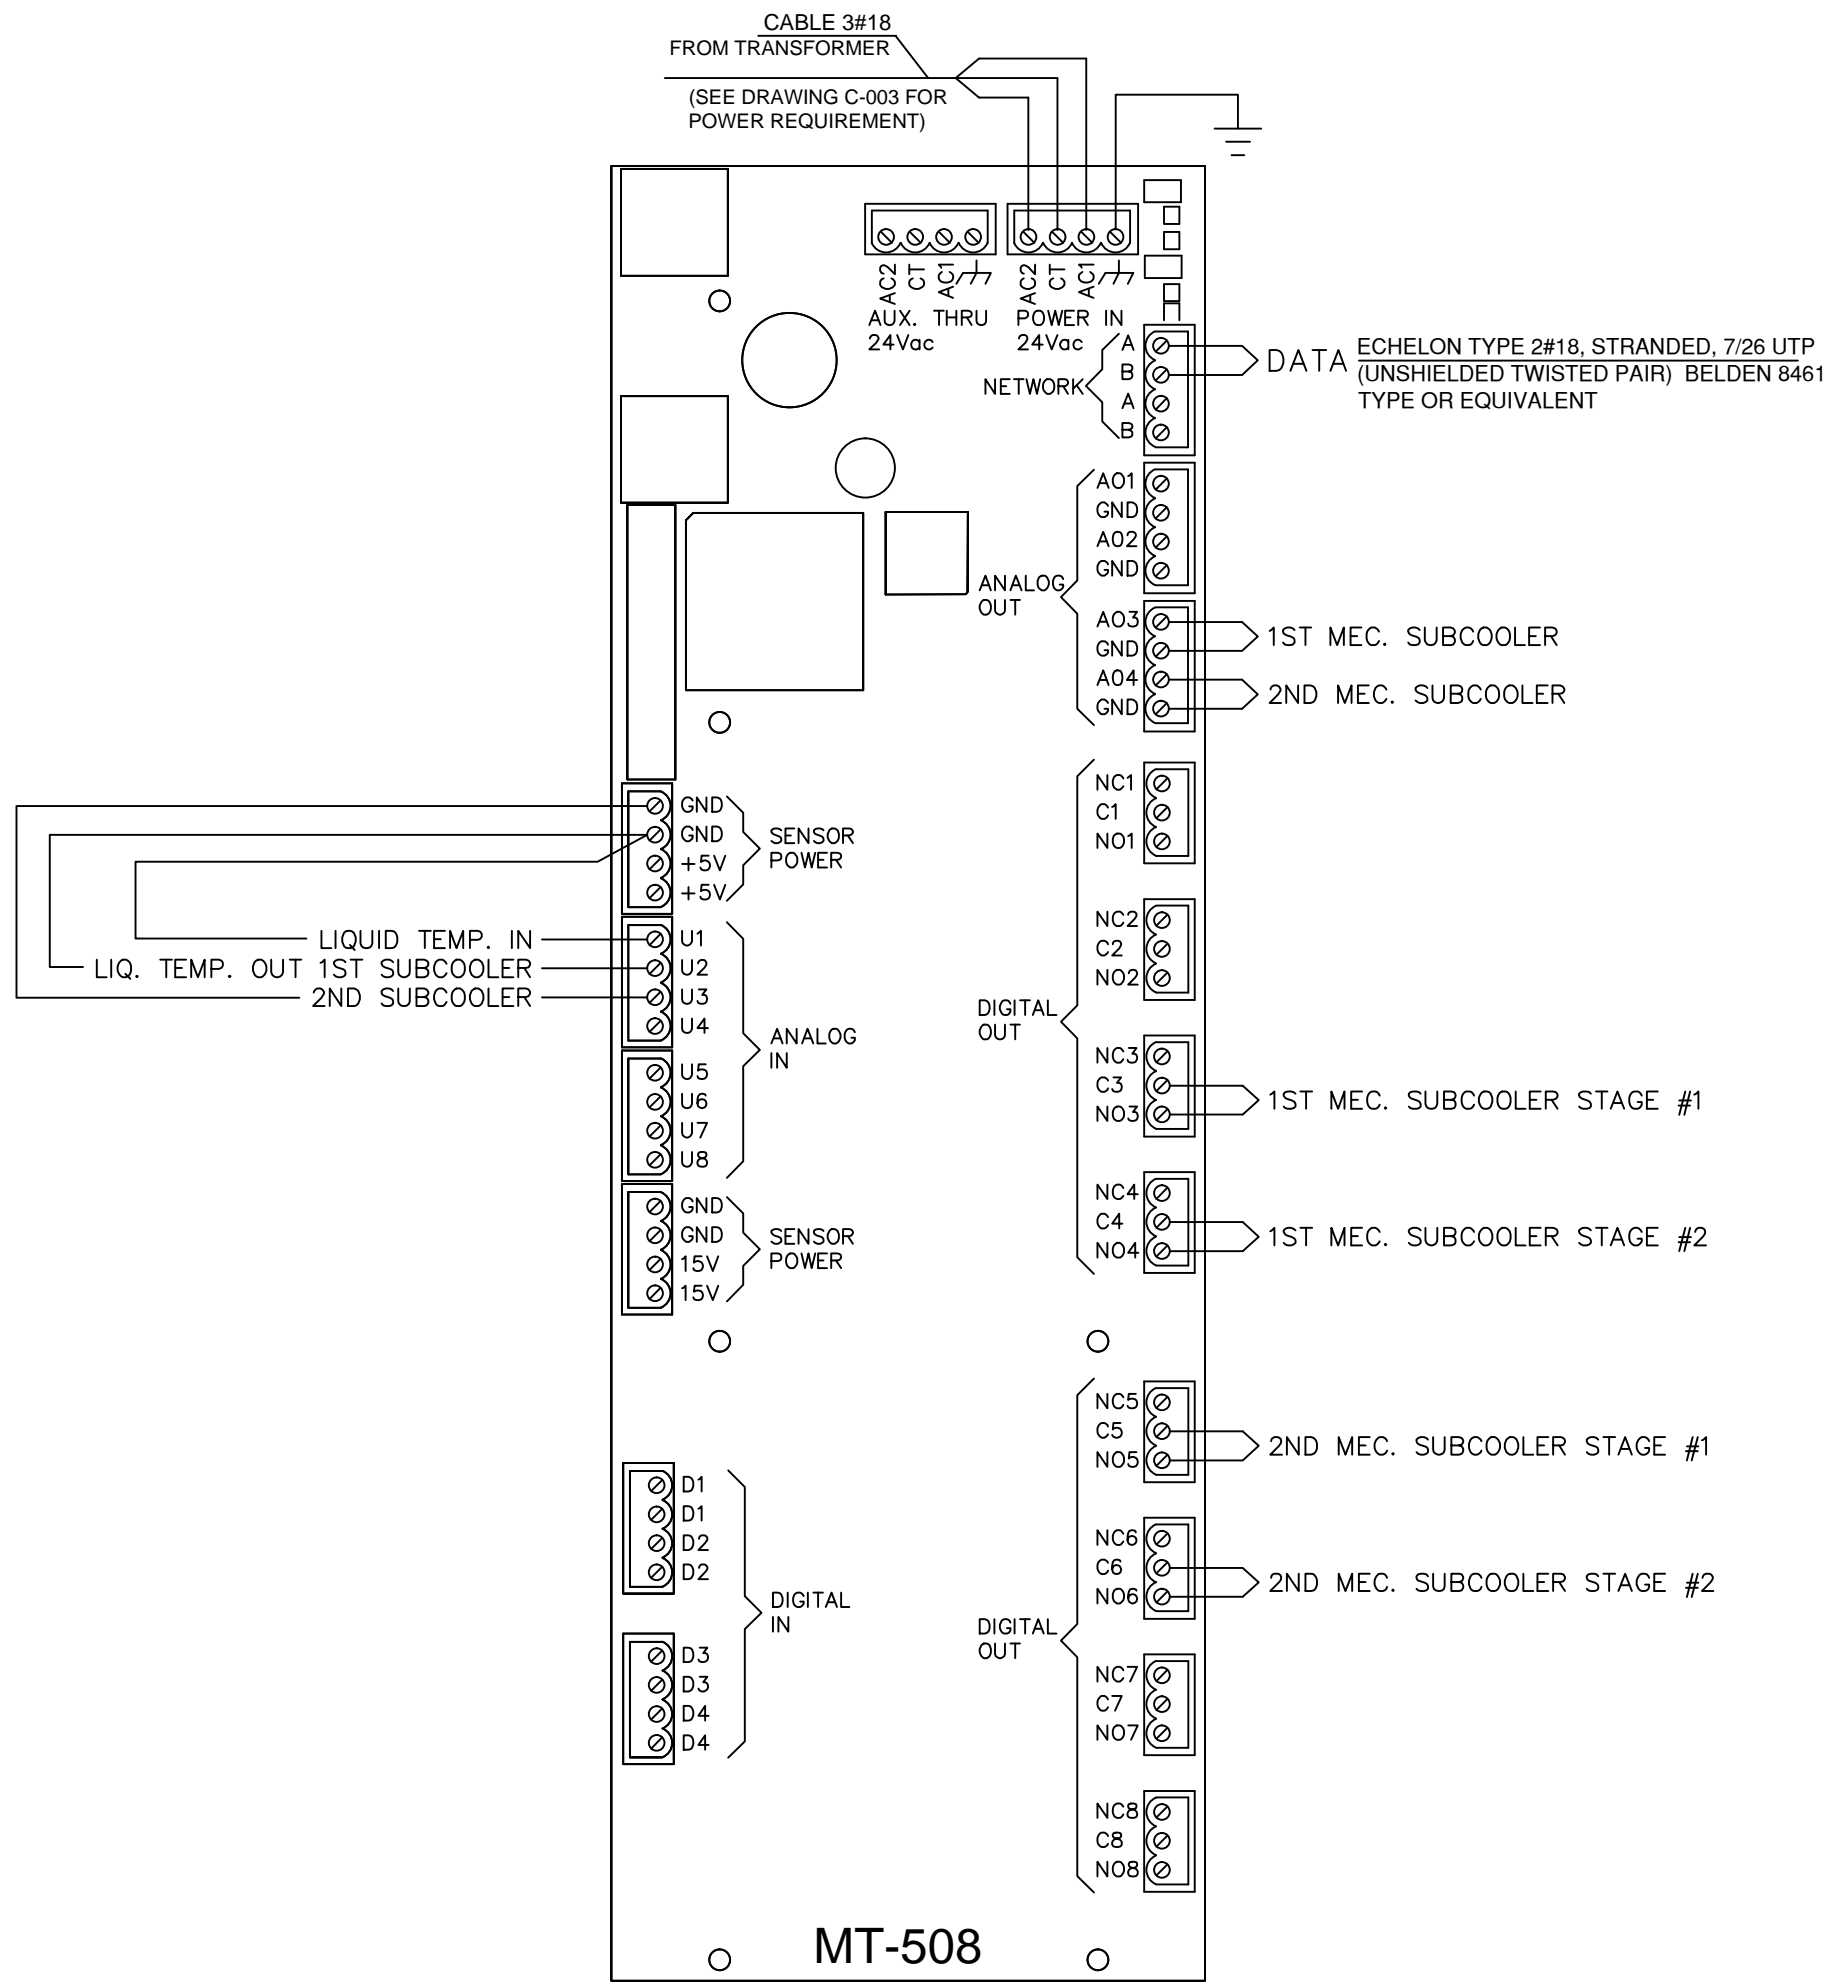 CABLE 3#18
FROM TRANSFORMER
(SEE DRAWING C-003 FOR
POWER REQUIREMENT)
AC2
CT
AC1
AUX. THRU
24Vac
AC2
CT
AC1
POWER IN
24Vac
A
B
A
B
NETWORK
DATA
ECHELON TYPE 2#18, STRANDED, 7/26 UTP
(UNSHIELDED TWISTED PAIR) BELDEN 8461
TYPE OR EQUIVALENT
AO1
GND
AO2
GND
ANALOG
OUT
AO3
GND
AO4
GND
1ST MEC. SUBCOOLER
2ND MEC. SUBCOOLER
GND
GND
+5V
+5V
SENSOR
POWER
LIQUID TEMP. IN
LIQ. TEMP. OUT 1ST SUBCOOLER
2ND SUBCOOLER
U1
U2
U3
U4
U5
U6
U7
U8
ANALOG
IN
GND
GND
15V
15V
SENSOR
POWER
NC1
C1
NO1
NC2
C2
NO2
DIGITAL
OUT
NC3
C3
NO3
1ST MEC. SUBCOOLER STAGE #1
NC4
C4
NO4
1ST MEC. SUBCOOLER STAGE #2
D1
D1
D2
D2
DIGITAL
IN
D3
D3
D4
D4
NC5
C5
NO5
2ND MEC. SUBCOOLER STAGE #1
NC6
C6
NO6
2ND MEC. SUBCOOLER STAGE #2
DIGITAL
OUT
NC7
C7
NO7
NC8
C8
NO8
MT-508